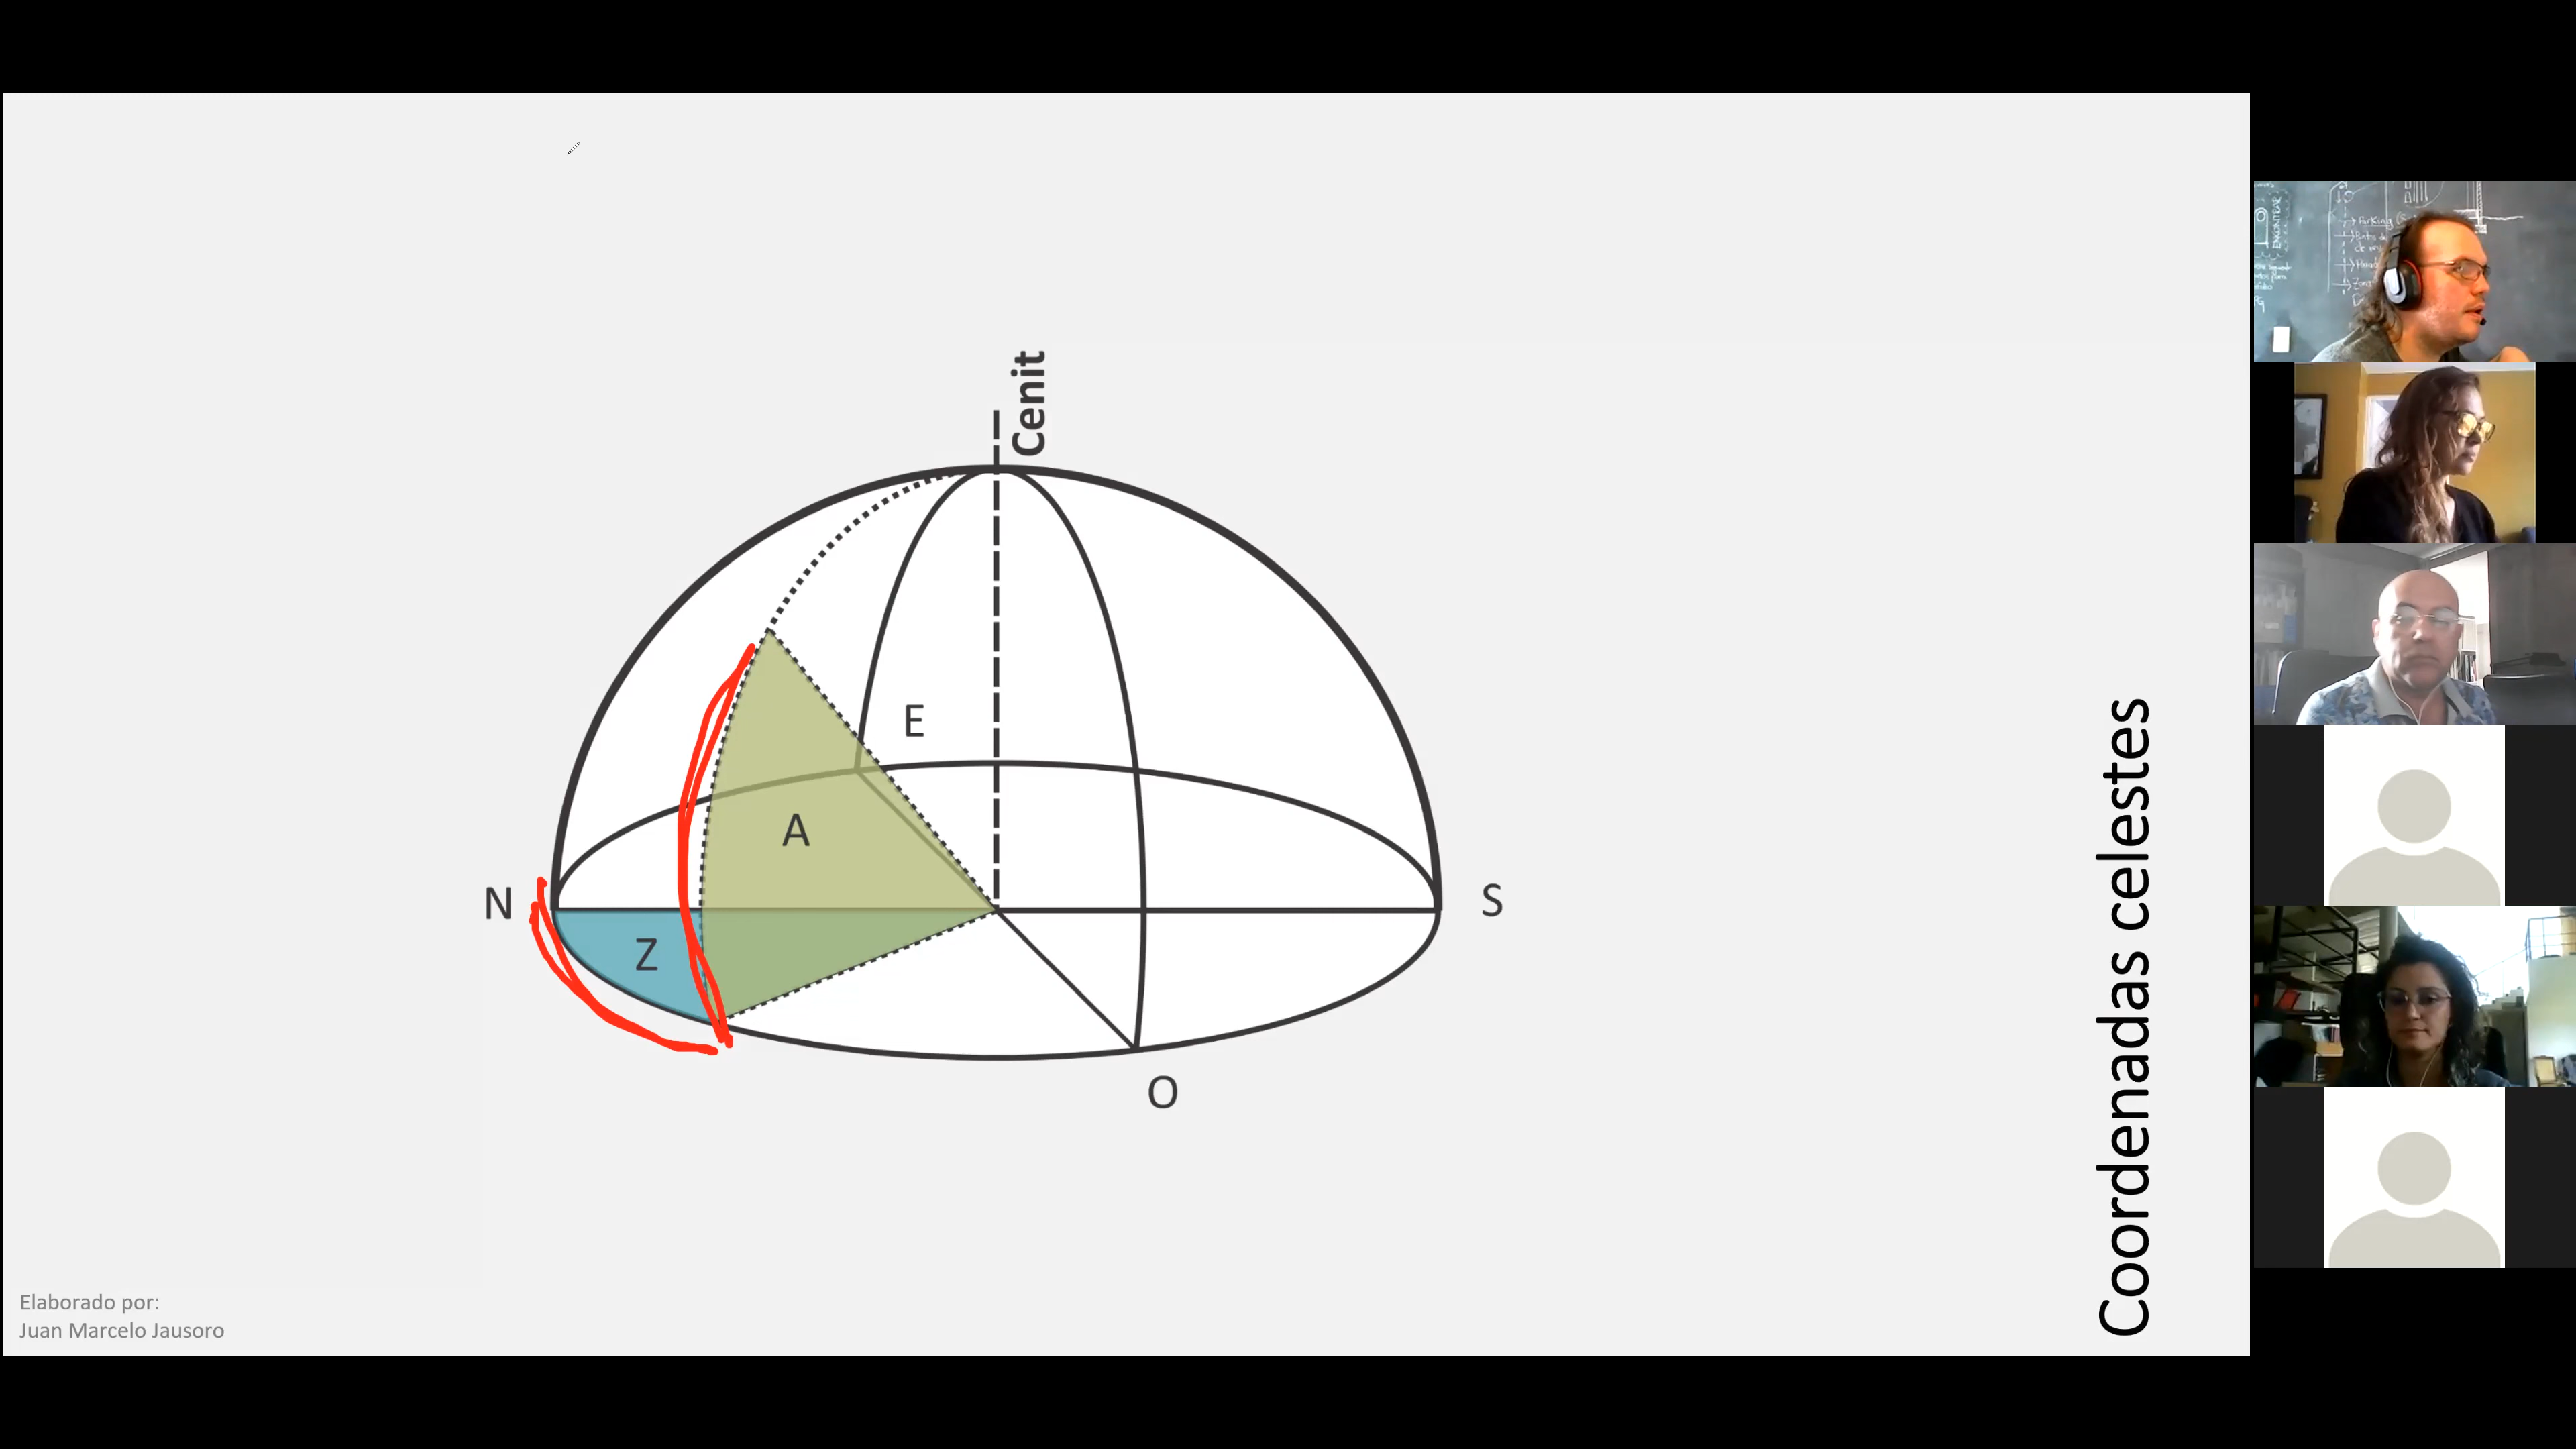 Cenit
E
A
N
S
Z
O
Coordenadas celestes
Elaborado por:
Juan Marcelo Jausoro